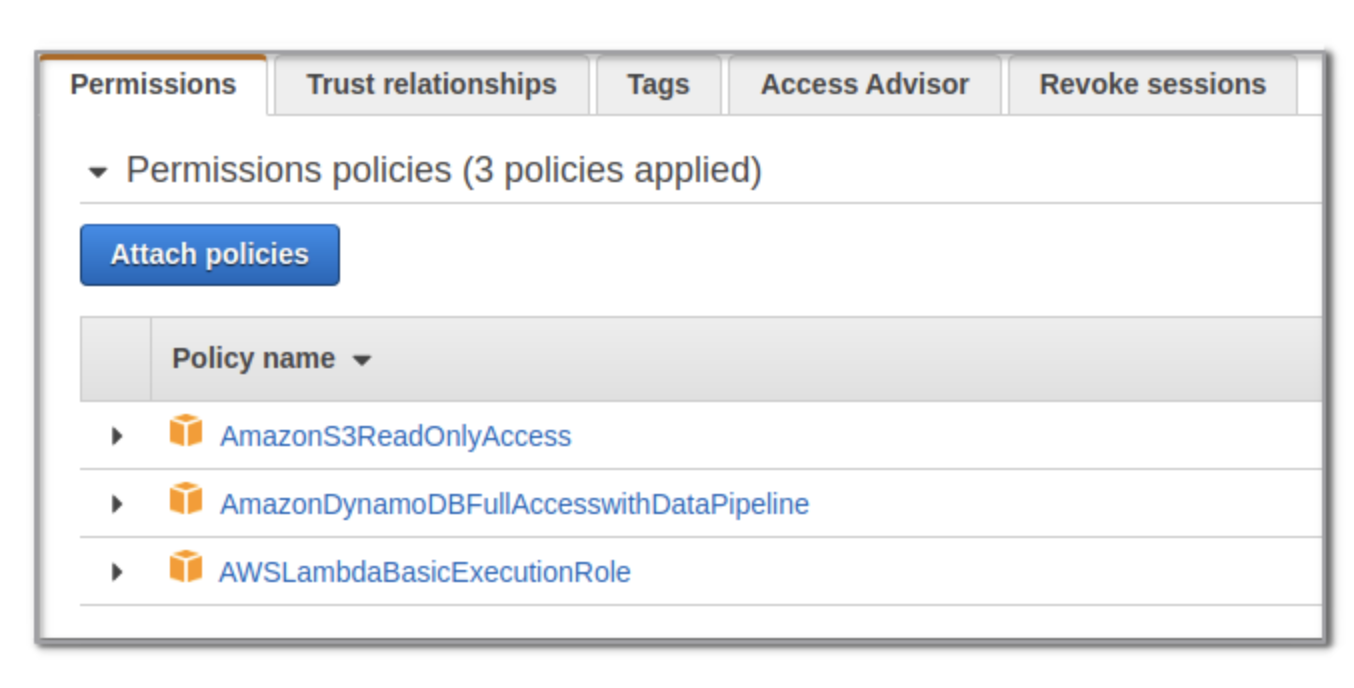 Permissions Trust relationships Tags Access Advisor Revoke sessions
Permissions policies (3 policies applied)
Attach policies
Policy name
AmazonS3ReadOnlyAccess
AmazonDynamoDBFullAccesswithDataPipeline
AWSLambdaBasicExecutionRole